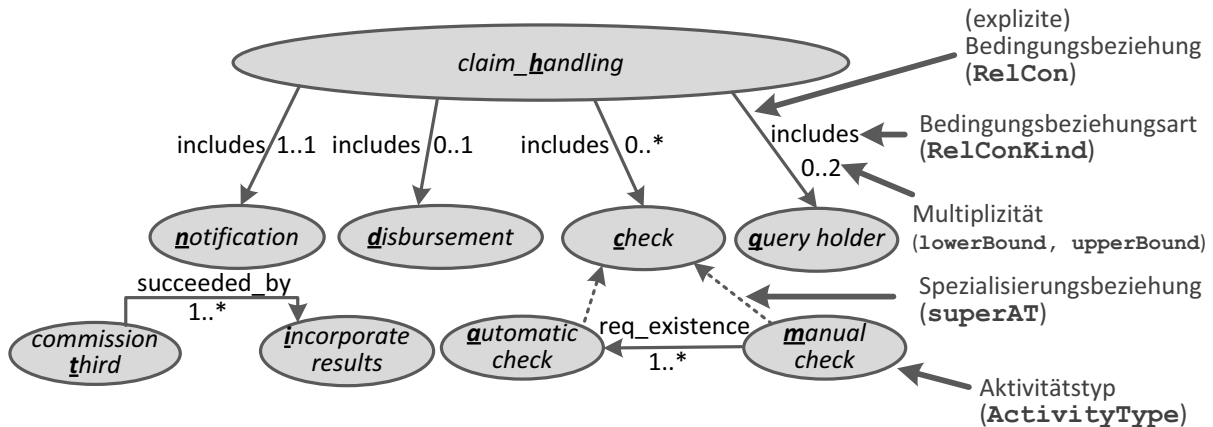 claim_handling
(explizite)
Bedingungsbeziehung
(RelCon)
includes 1..1
includes 0..1
includes 0..*
includes
0..2
Bedingungsbeziehungsart
(RelConKind)
Multiplizität
(lowerBound, upperBound)
notification
disbursement
check
query holder
succeeded_by
1..*
commission
third
incorporate
results
automatic
check
req_existence
1..*
manual
check
Spezialisierungsbeziehung
(superAT)
Aktivitätstyp
(ActivityType)